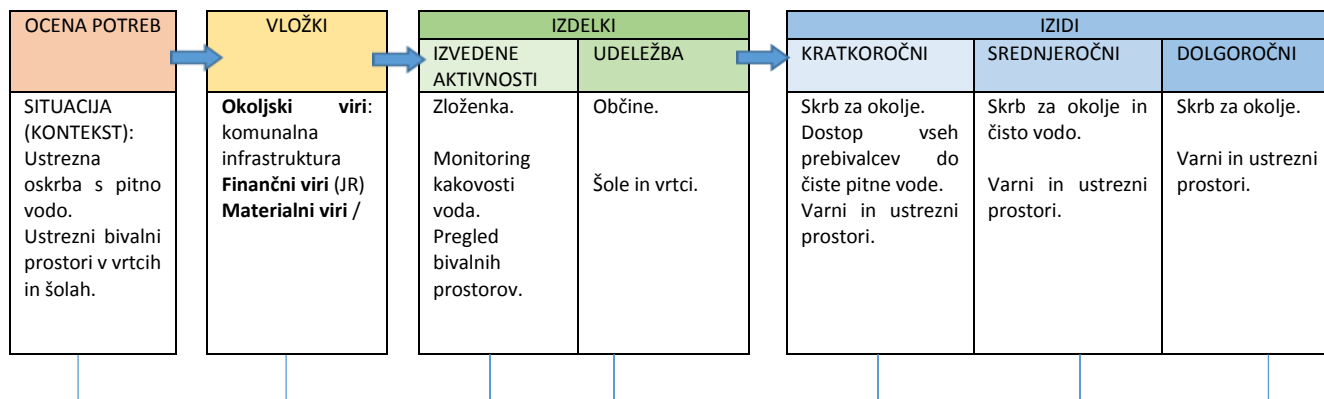 OCENA POTREB
VLOŽKI
IZDELKI
IZIDI
IZVEDENE
AKTIVNOSTI
UDELEŽBA
KRATKOROČNI
SREDNJEROČNI
DOLGOROČNI
SITUACIJA
(KONTEKST):
Ustrezna
oskrba s pitno
vodo.
Ustrezni bivalni
prostori v vrtcih
in šolah.
Okoljski viri:
komunalna
infrastruktura
Finančni viri (JR)
Materialni viri /
Zloženka.
Monitoring
kakovosti
voda.
Pregled
bivalnih
prostorov.
Občine.
Šole in vrtci.
Skrb za okolje.
Dostop vseh
prebivalcev do
čiste pitne vode.
Varni in ustrezni
prostori.
Skrb za okolje in
čisto vodo.
Varni in ustrezni
prostori.
Skrb za okolje.
Varni in ustrezni
prostori.